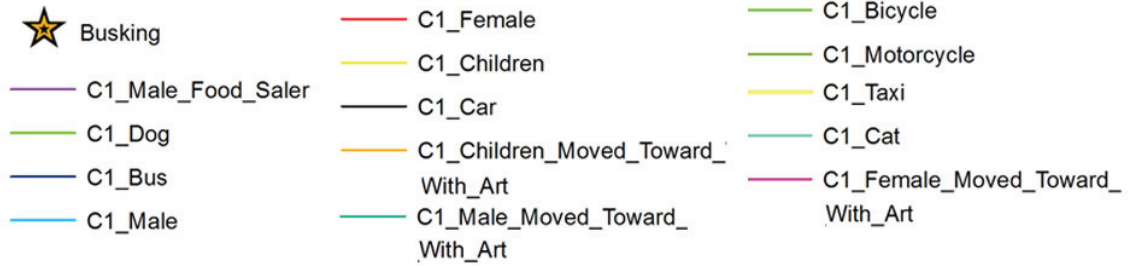 Busking
C1_Male_Food_Saler
C1_Dog
C1_Bus
C1_Male
C1_Female
C1_Children
C1_Car
C1_Children_Moved_Toward_
With_Art
C1_Male_Moved_Toward_
With_Art
C1_Bicycle
C1_Motorcycle
C1_Taxi
C1_Cat
C1_Female_Moved_Toward_
With_Art